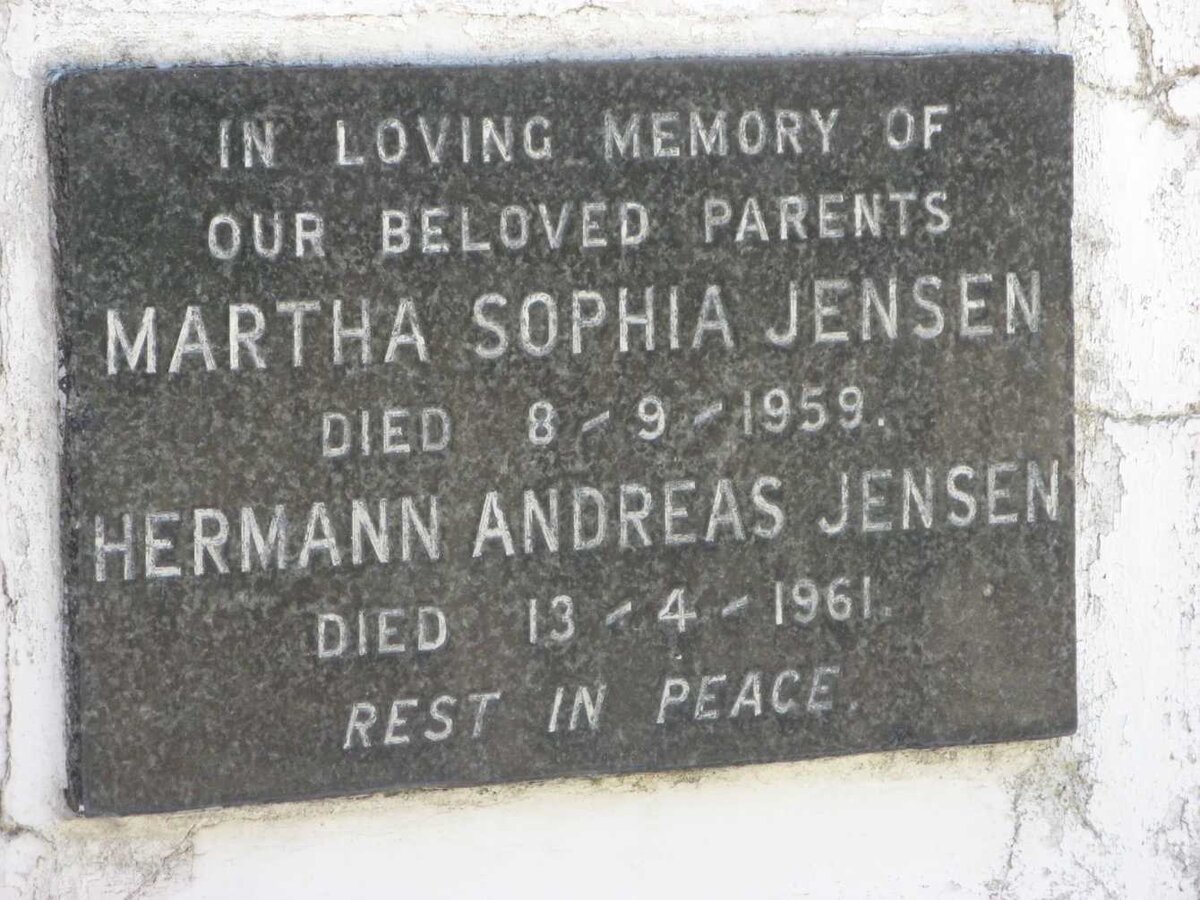 IN LOVING MEMORY OF
OUR BELOVED PARENTS
MARTHA SOPHIA JENSEN
DIED 8-9-1959.
HERMANN ANDREAS JENSEN
DIED 13-4-1961.
REST IN PEACE.